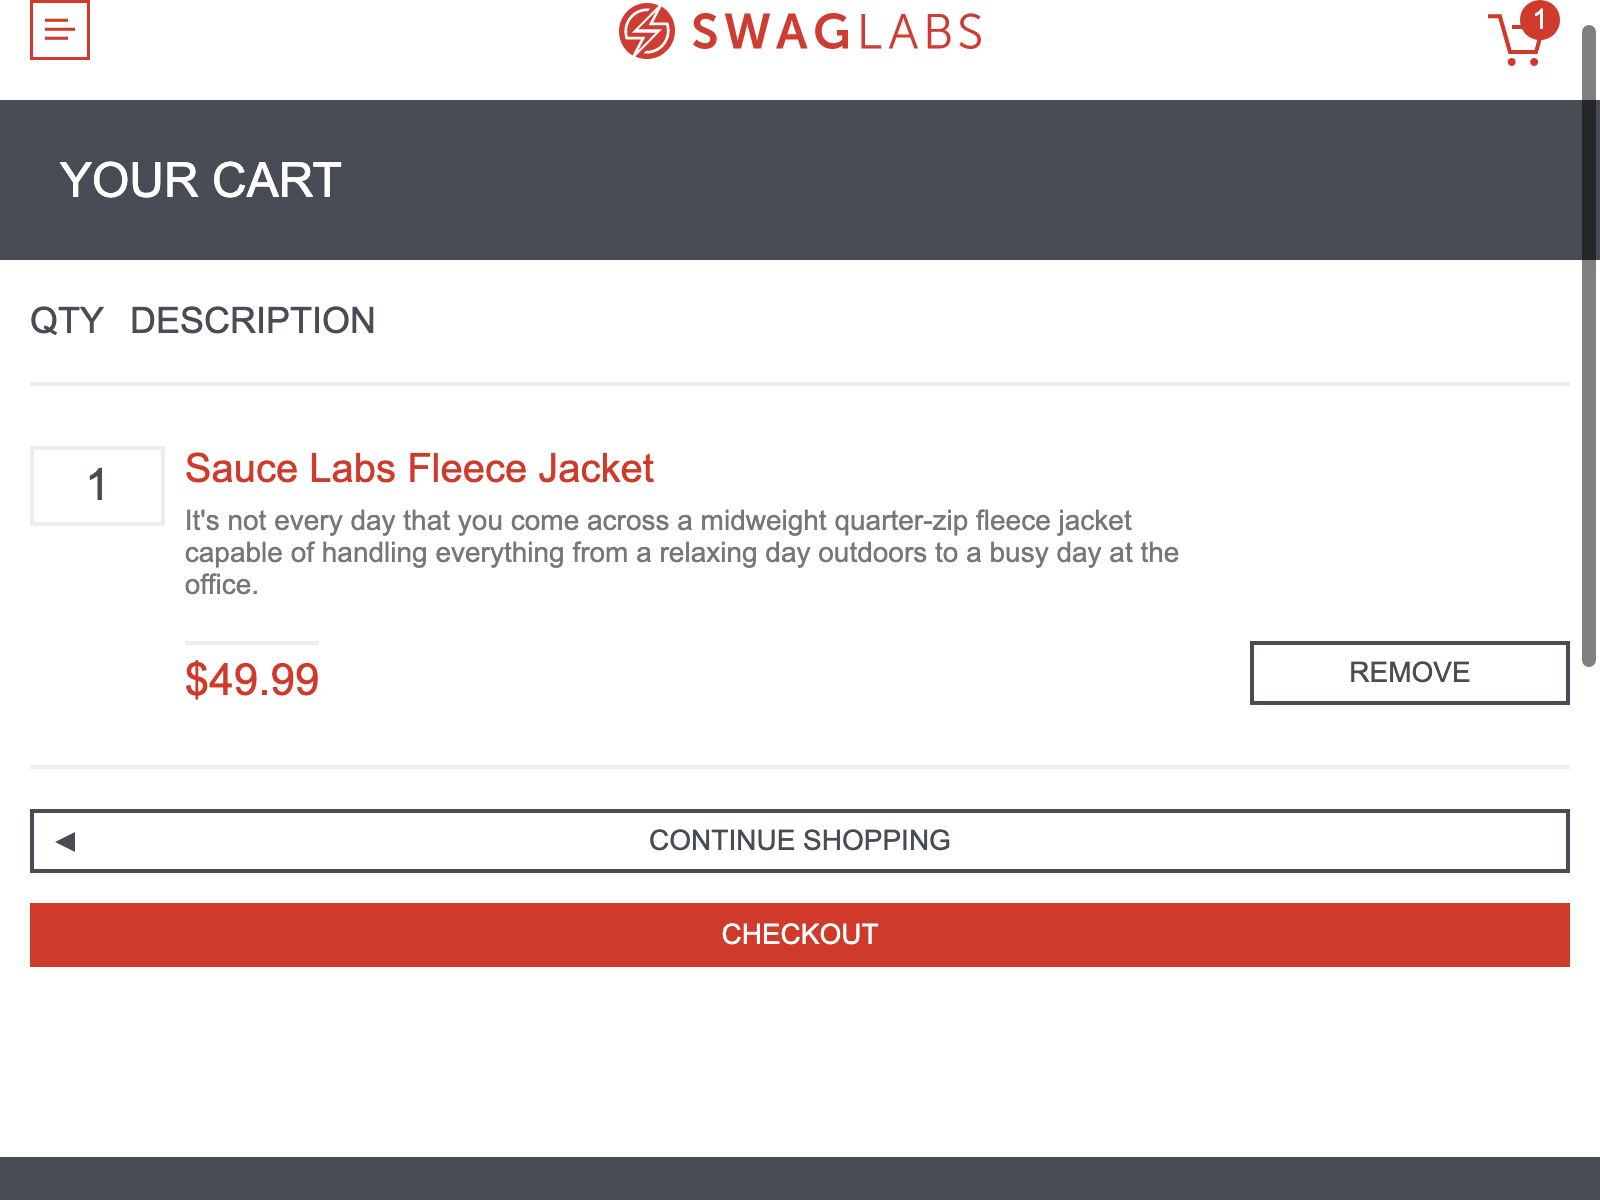 SWAGLABS
1
YOUR CART
QTY DESCRIPTION
1
Sauce Labs Fleece Jacket
It's not every day that you come across a midweight quarter-zip fleece jacket
capable of handling everything from a relaxing day outdoors to a busy day at the
office.
$49.99
REMOVE
CONTINUE SHOPPING
CHECKOUT